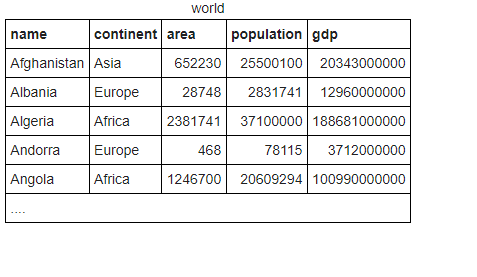 world
name continent area population gdp
Afghanistan Asia 652230 25500100 20343000000
Albania Europe 28748 2831741 12960000000
Algeria Africa 2381741 37100000 188681000000
Andorra Europe 468 78115 3712000000
Angola Africa 1246700 20609294 100990000000
....